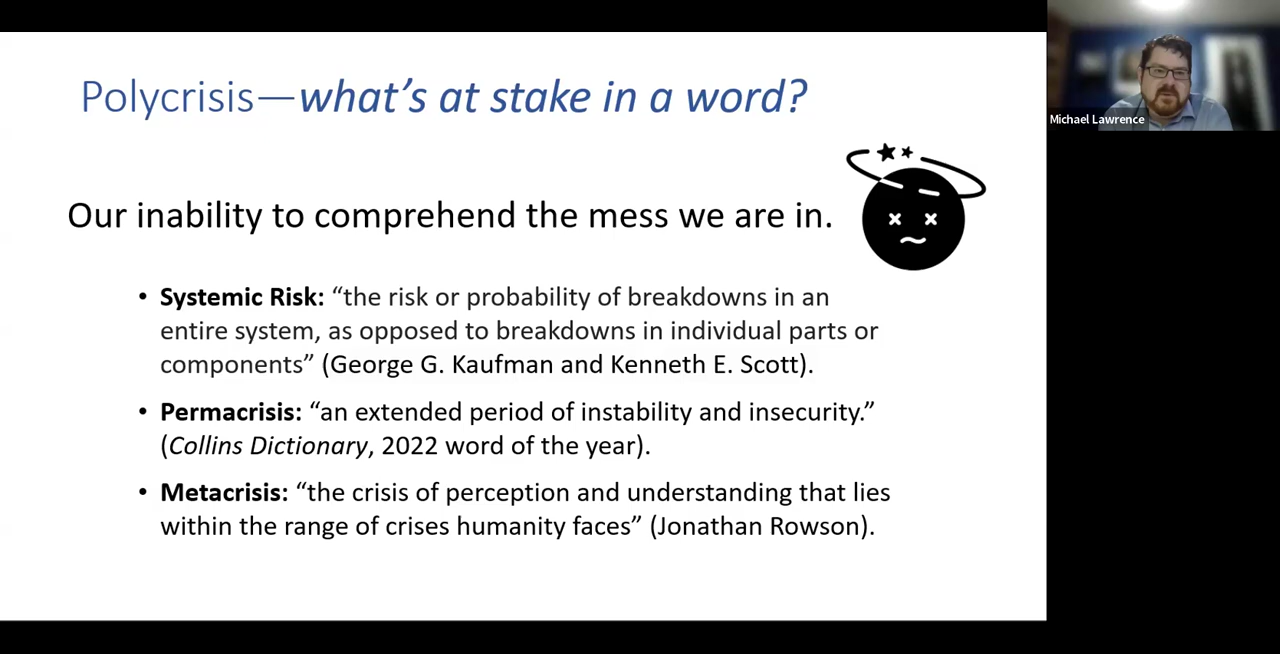 Polycrisis—what’s at stake in a word?
Our inability to comprehend the mess we are in.
• Systemic Risk: “the risk or probability of breakdowns in an
entire system, as opposed to breakdowns in individual parts or
components” (George G. Kaufman and Kenneth E. Scott).
• Permacrisis: “an extended period of instability and insecurity.”
(Collins Dictionary, 2022 word of the year).
• Metacrisis: “the crisis of perception and understanding that lies
within the range of crises humanity faces” (Jonathan Rowson).
Michael Lawrence